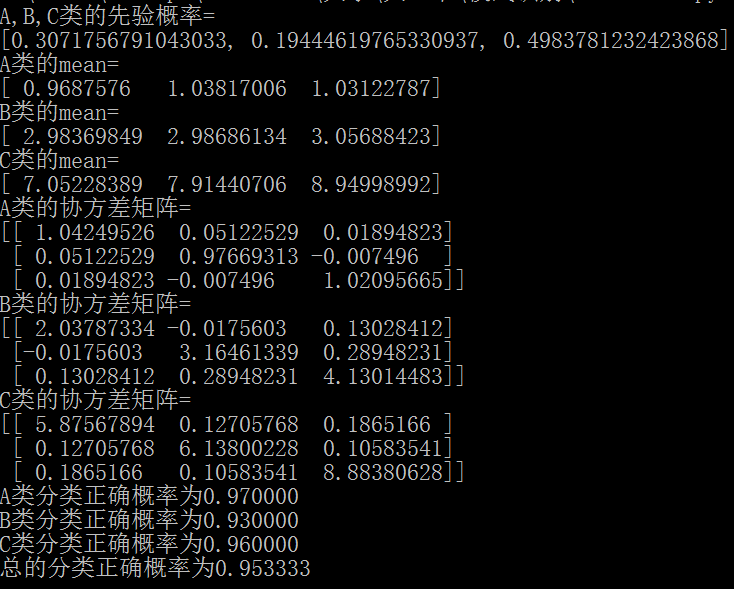 A,B,C类的先验概率=
[0.3071756791043033, 0.19444619765330937, 0.4983781232423868]
A类的mean=
[ 0.9687576   1.03817006  1.03122787]
B类的mean=
[ 2.98369849  2.98686134  3.05688423]
C类的mean=
[ 7.05228389  7.91440706  8.94998992]
A类的协方差矩阵=
[[ 1.04249526  0.05122529  0.01894823]
 [ 0.05122529  0.97669313 -0.007496  ]
 [ 0.01894823 -0.007496    1.02095665]]
B类的协方差矩阵=
[[ 2.03787334 -0.0175603   0.13028412]
 [-0.0175603   3.16461339  0.28948231]
 [ 0.13028412  0.28948231  4.13014483]]
C类的协方差矩阵=
[[ 5.87567894  0.12705768  0.1865166 ]
 [ 0.12705768  6.13800228  0.10583541]
 [ 0.1865166   0.10583541  8.88380628]]
A类分类正确概率为0.970000
B类分类正确概率为0.930000
C类分类正确概率为0.960000
总的分类正确概率为0.953333